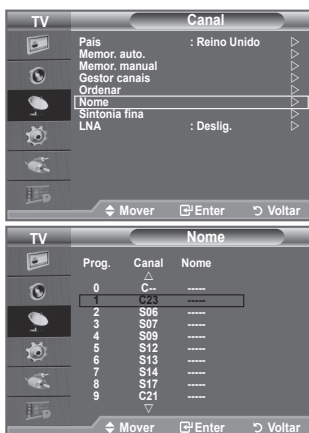 TV Canal
País : Reino Unido
Memor. auto.
Memor. manual
Gestor canais
Ordenar
Nome
Sintonia fina
LNA : Deslig.
Mover Enter Voltar
TV Nome
Prog. Canal Nome
0 C-- -----
1 C23 -----
2 S06 -----
3 S07 -----
4 S09 -----
5 S12 -----
6 S13 -----
7 S14 -----
8 S17 -----
9 C21 -----
Mover Enter Voltar